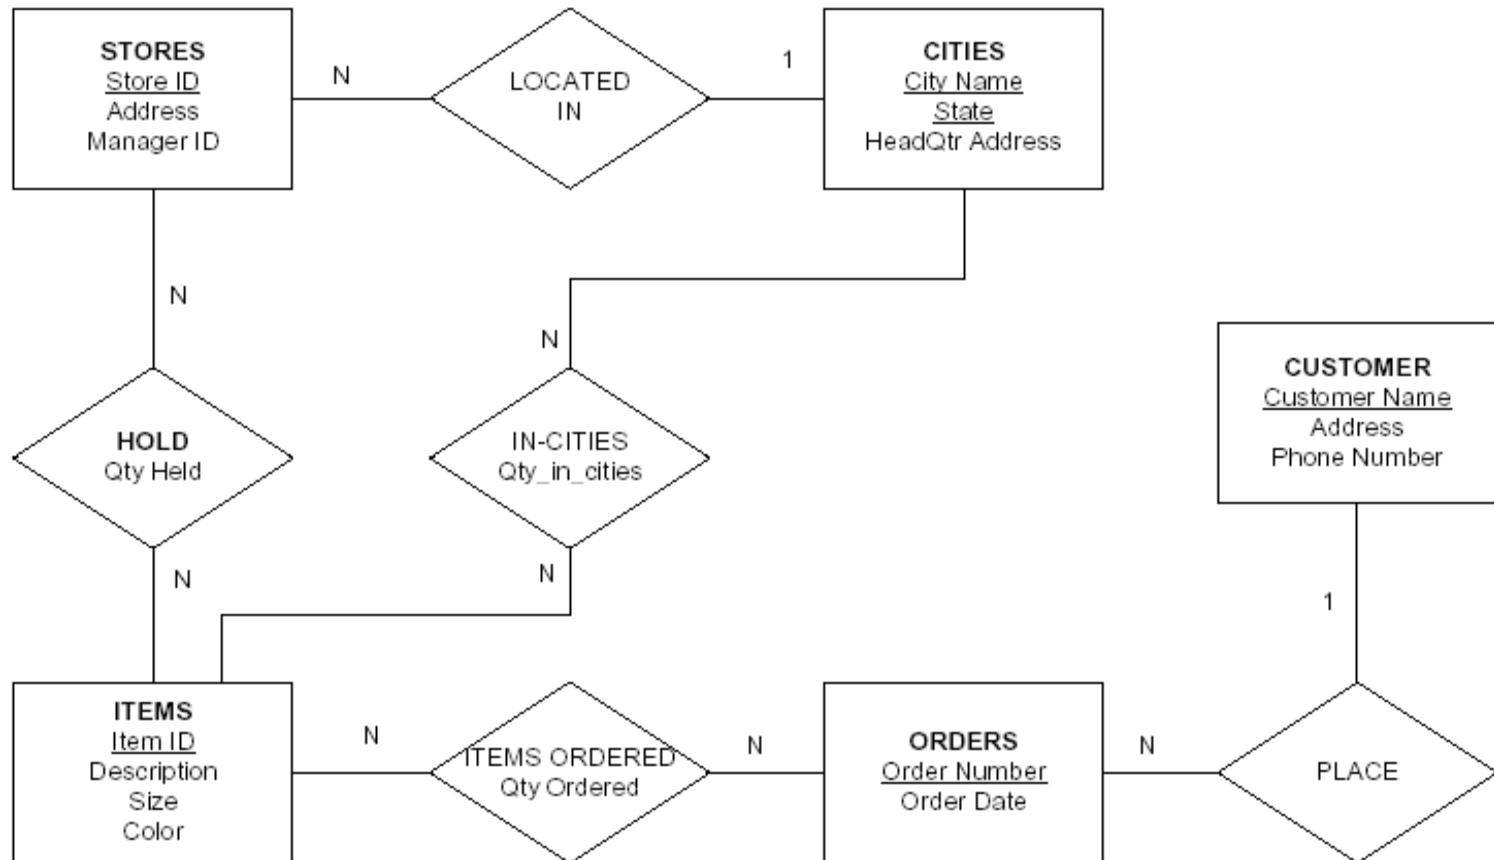 STORES
Store ID
Address
Manager ID
N
LOCATED
IN
1
CITIES
City Name
State
HeadQtr Address
N
N
CUSTOMER
Customer Name
Address
Phone Number
HOLD
Qty Held
IN-CITIES
Qty_in_cities
N
N
1
ITEMS
Item ID
Description
Size
Color
N
ITEMS ORDERED
Qty Ordered
N
ORDERS
Order Number
Order Date
N
PLACE